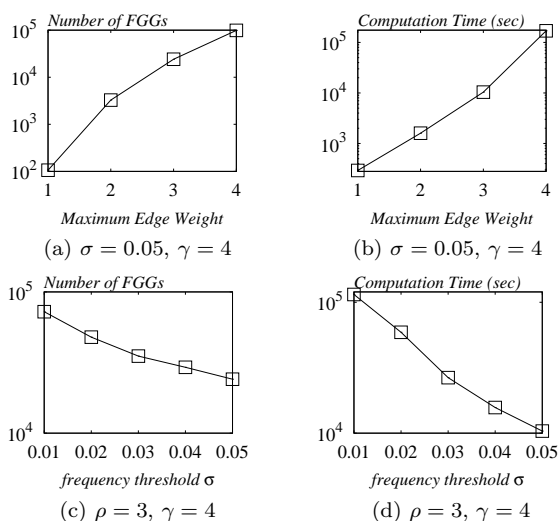 Number of FGGs
10^5
10^4
10^3
10^2
1 2 3 4
Maximum Edge Weight
(a) σ = 0.05, γ = 4
Computation Time (sec)
10^5
10^4
10^3
1 2 3 4
Maximum Edge Weight
(b) σ = 0.05, γ = 4
Number of FGGs
10^5
10^4
0.01 0.02 0.03 0.04 0.05
frequency threshold σ
(c) ρ = 3, γ = 4
Computation Time (sec)
10^5
10^4
0.01 0.02 0.03 0.04 0.05
frequency threshold σ
(d) ρ = 3, γ = 4